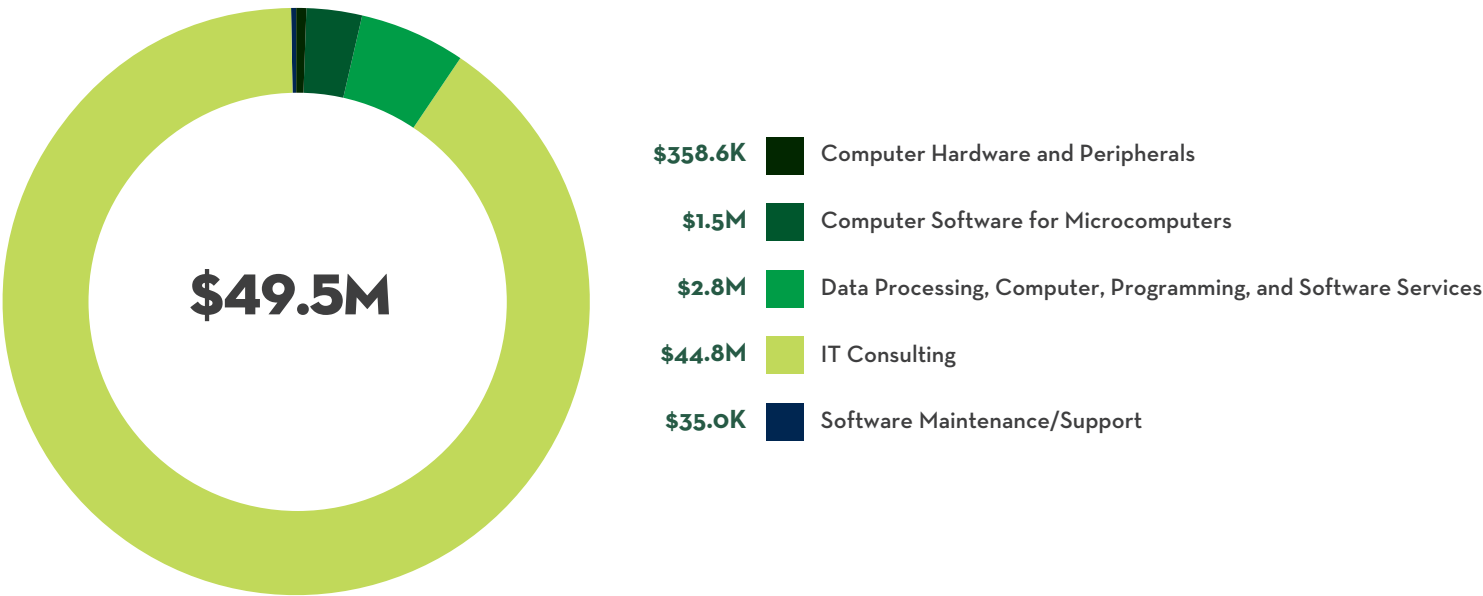 $49.5M
$358.6K Computer Hardware and Peripherals
$1.5M Computer Software for Microcomputers
$2.8M Data Processing, Computer, Programming, and Software Services
$44.8M IT Consulting
$35.0K Software Maintenance/Support